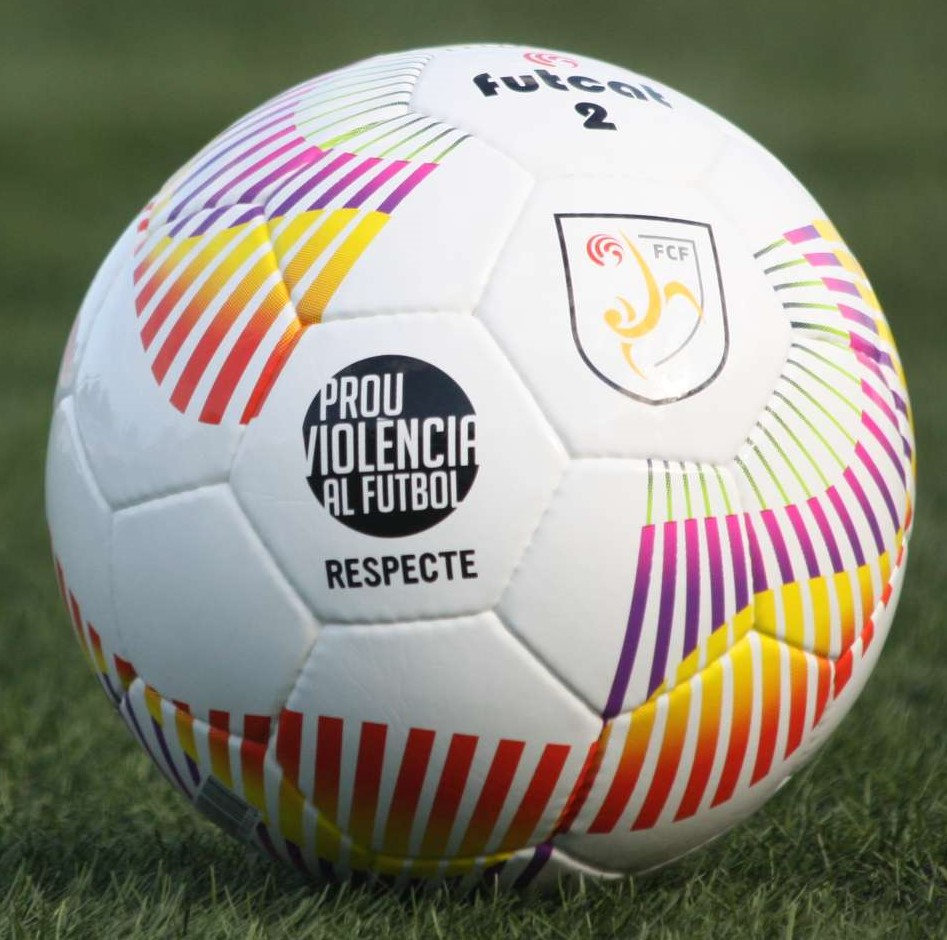 futcat
2
FCF
PROU
VIOLENCIA
AL FUTBOL
RESPECTE